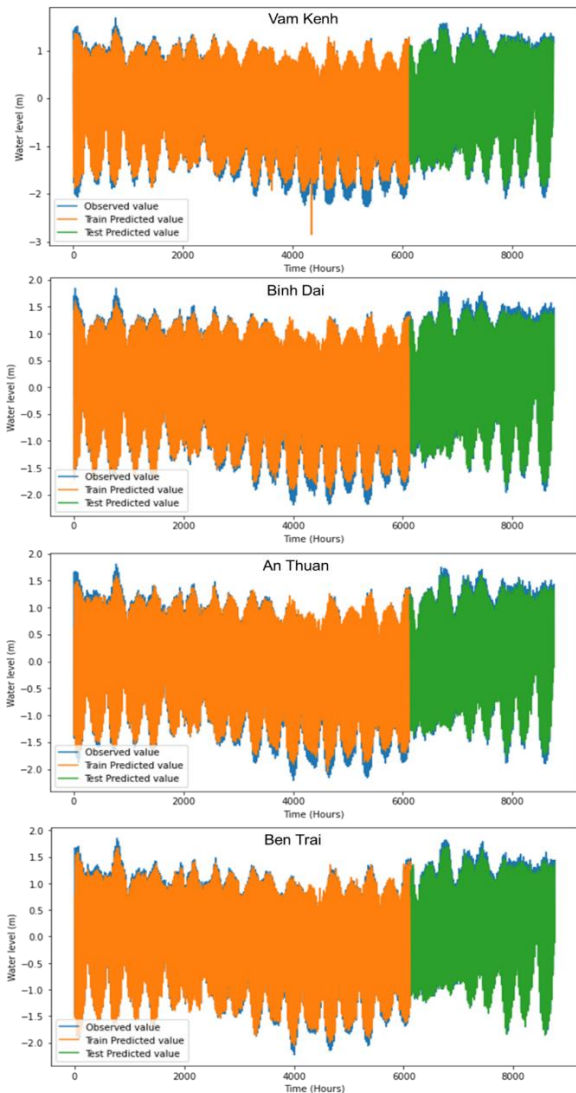 Vam Kenh
Water level (m)
1
0
−1
−2
−3
Observed value
Train Predicted value
Test Predicted value
0 2000 4000 6000 8000
Time (Hours)
Binh Dai
Water level (m)
2.0
1.5
1.0
0.5
0.0
−0.5
−1.0
−1.5
−2.0
Observed value
Train Predicted value
Test Predicted value
0 2000 4000 6000 8000
Time (Hours)
An Thuan
Water level (m)
2.0
1.5
1.0
0.5
0.0
−0.5
−1.0
−1.5
−2.0
Observed value
Train Predicted value
Test Predicted value
0 2000 4000 6000 8000
Time (Hours)
Ben Trai
Water level (m)
2.0
1.5
1.0
0.5
0.0
−0.5
−1.0
−1.5
−2.0
Observed value
Train Predicted value
Test Predicted value
0 2000 4000 6000 8000
Time (Hours)